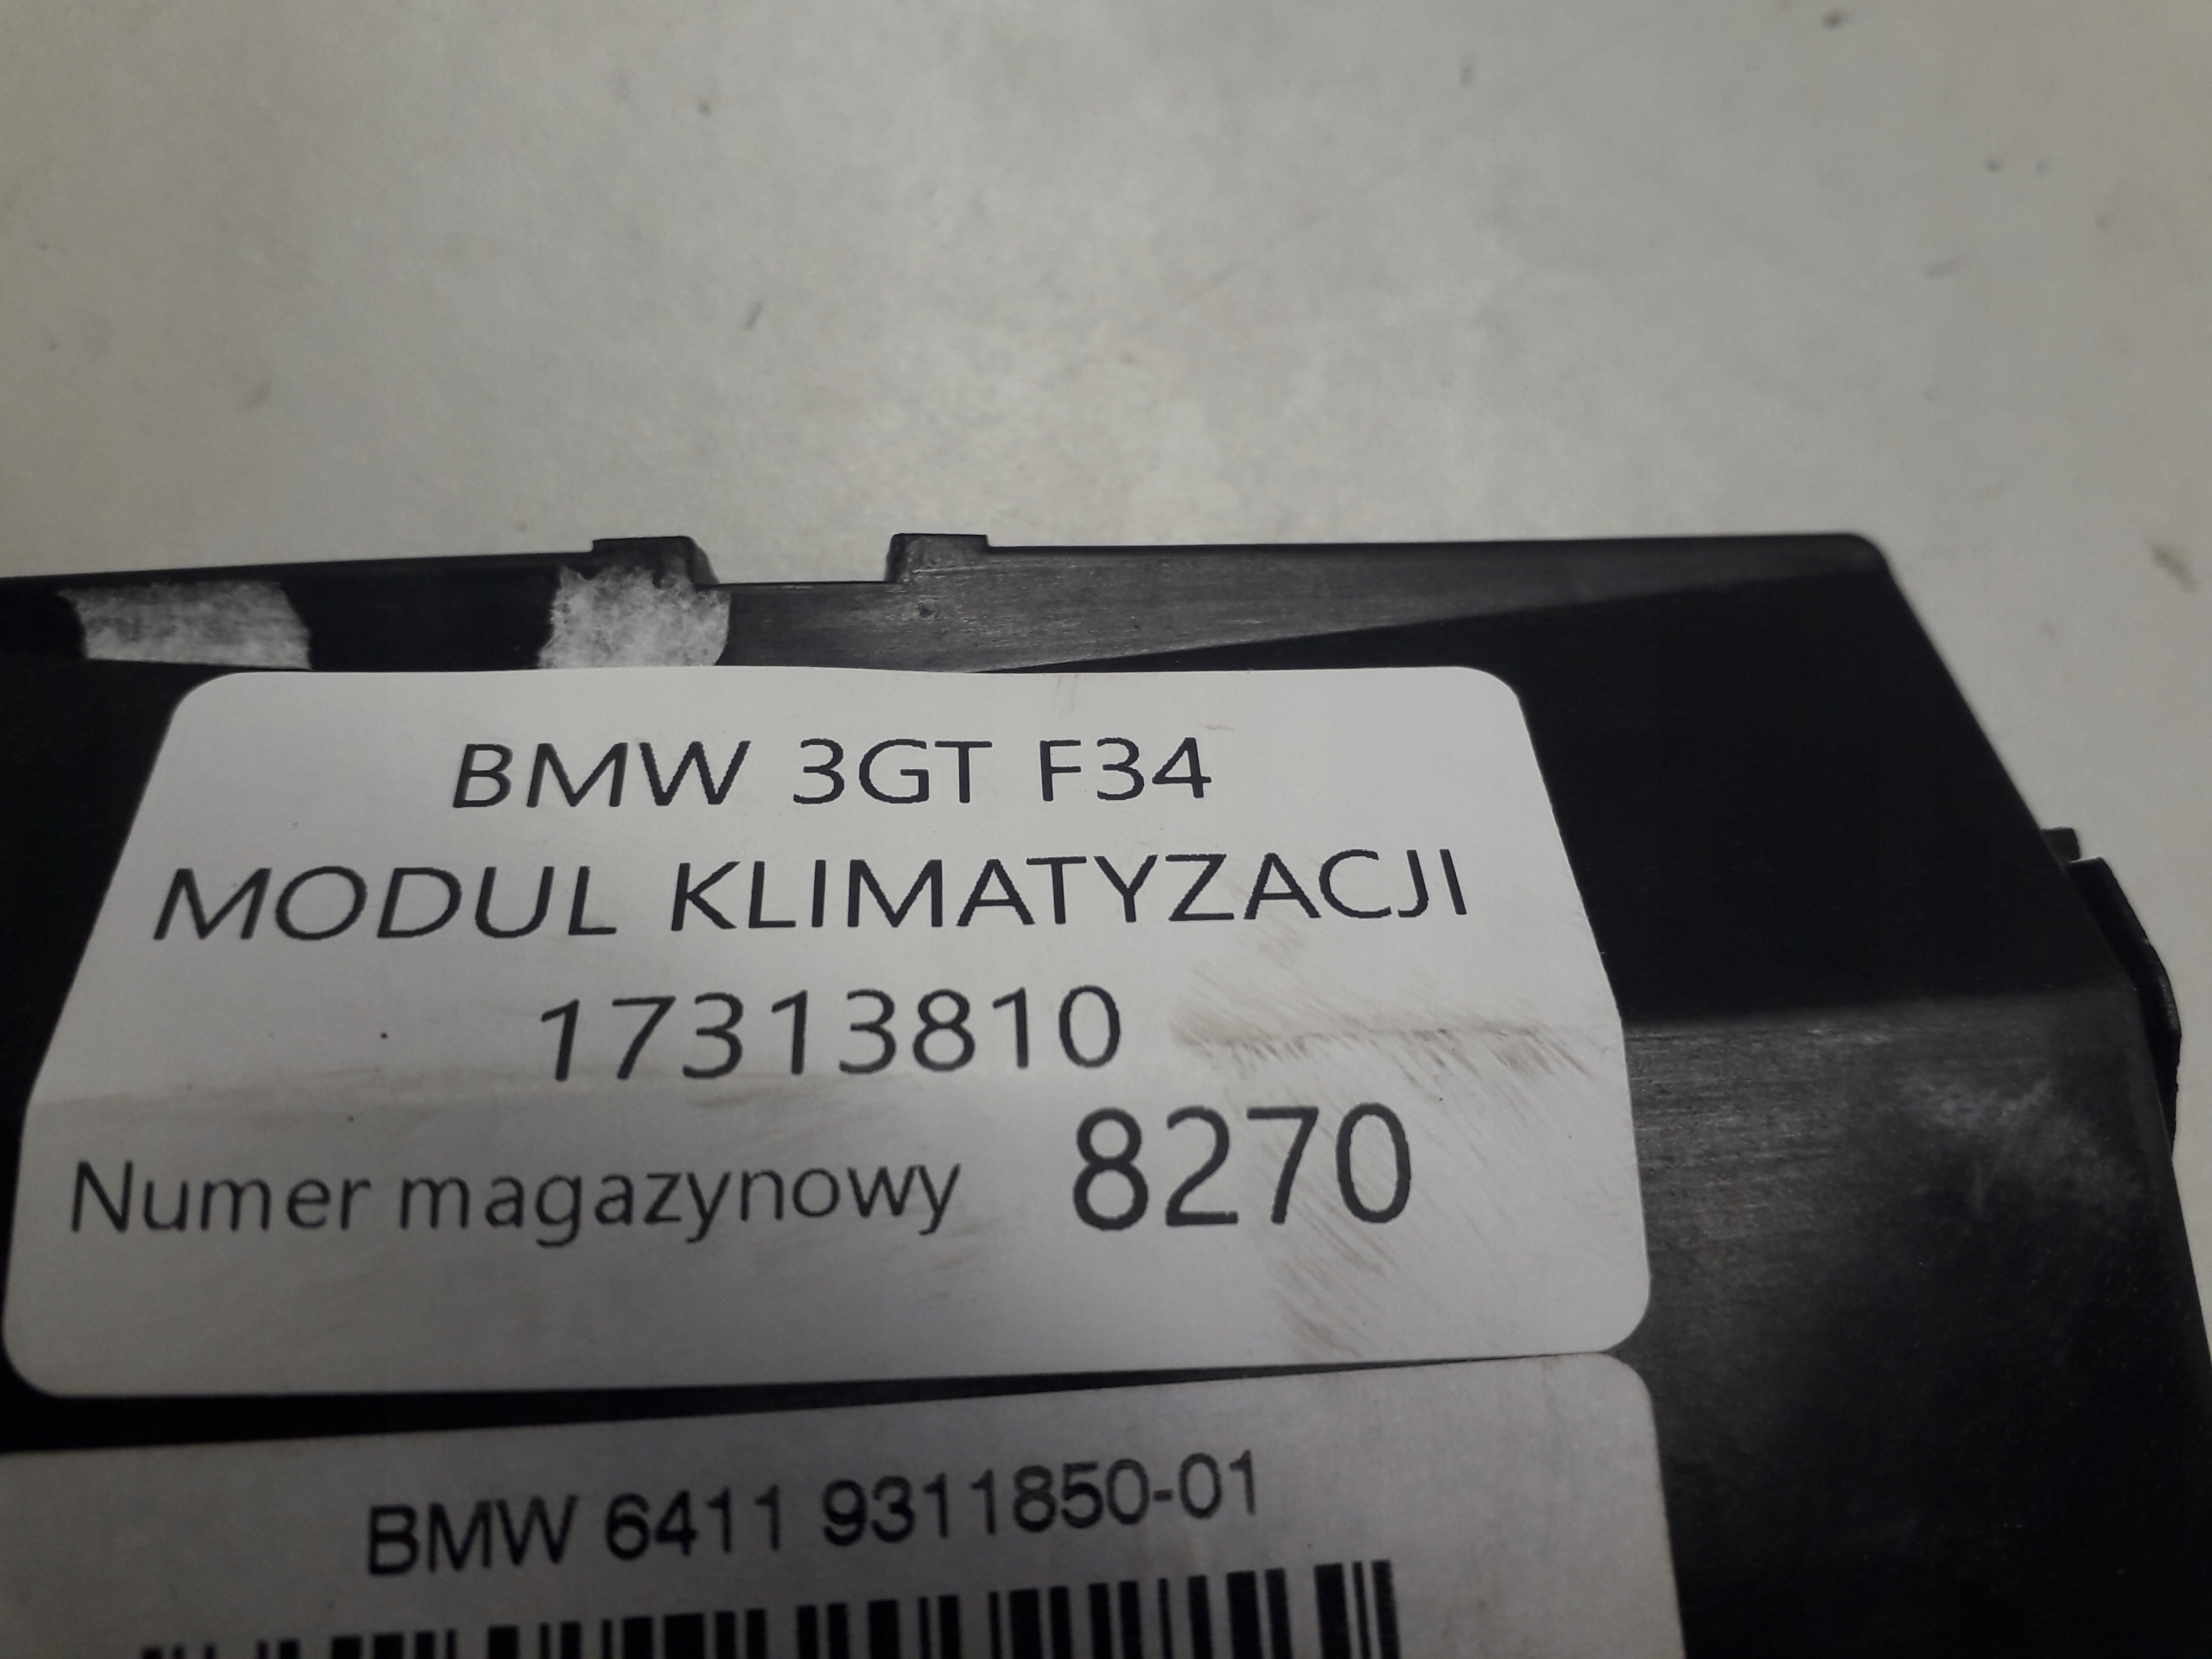 BMW 3GT F34
MODUL KLIMATYZACJI
17313810
Numer magazynowy 8270
BMW 6411 9311850-01